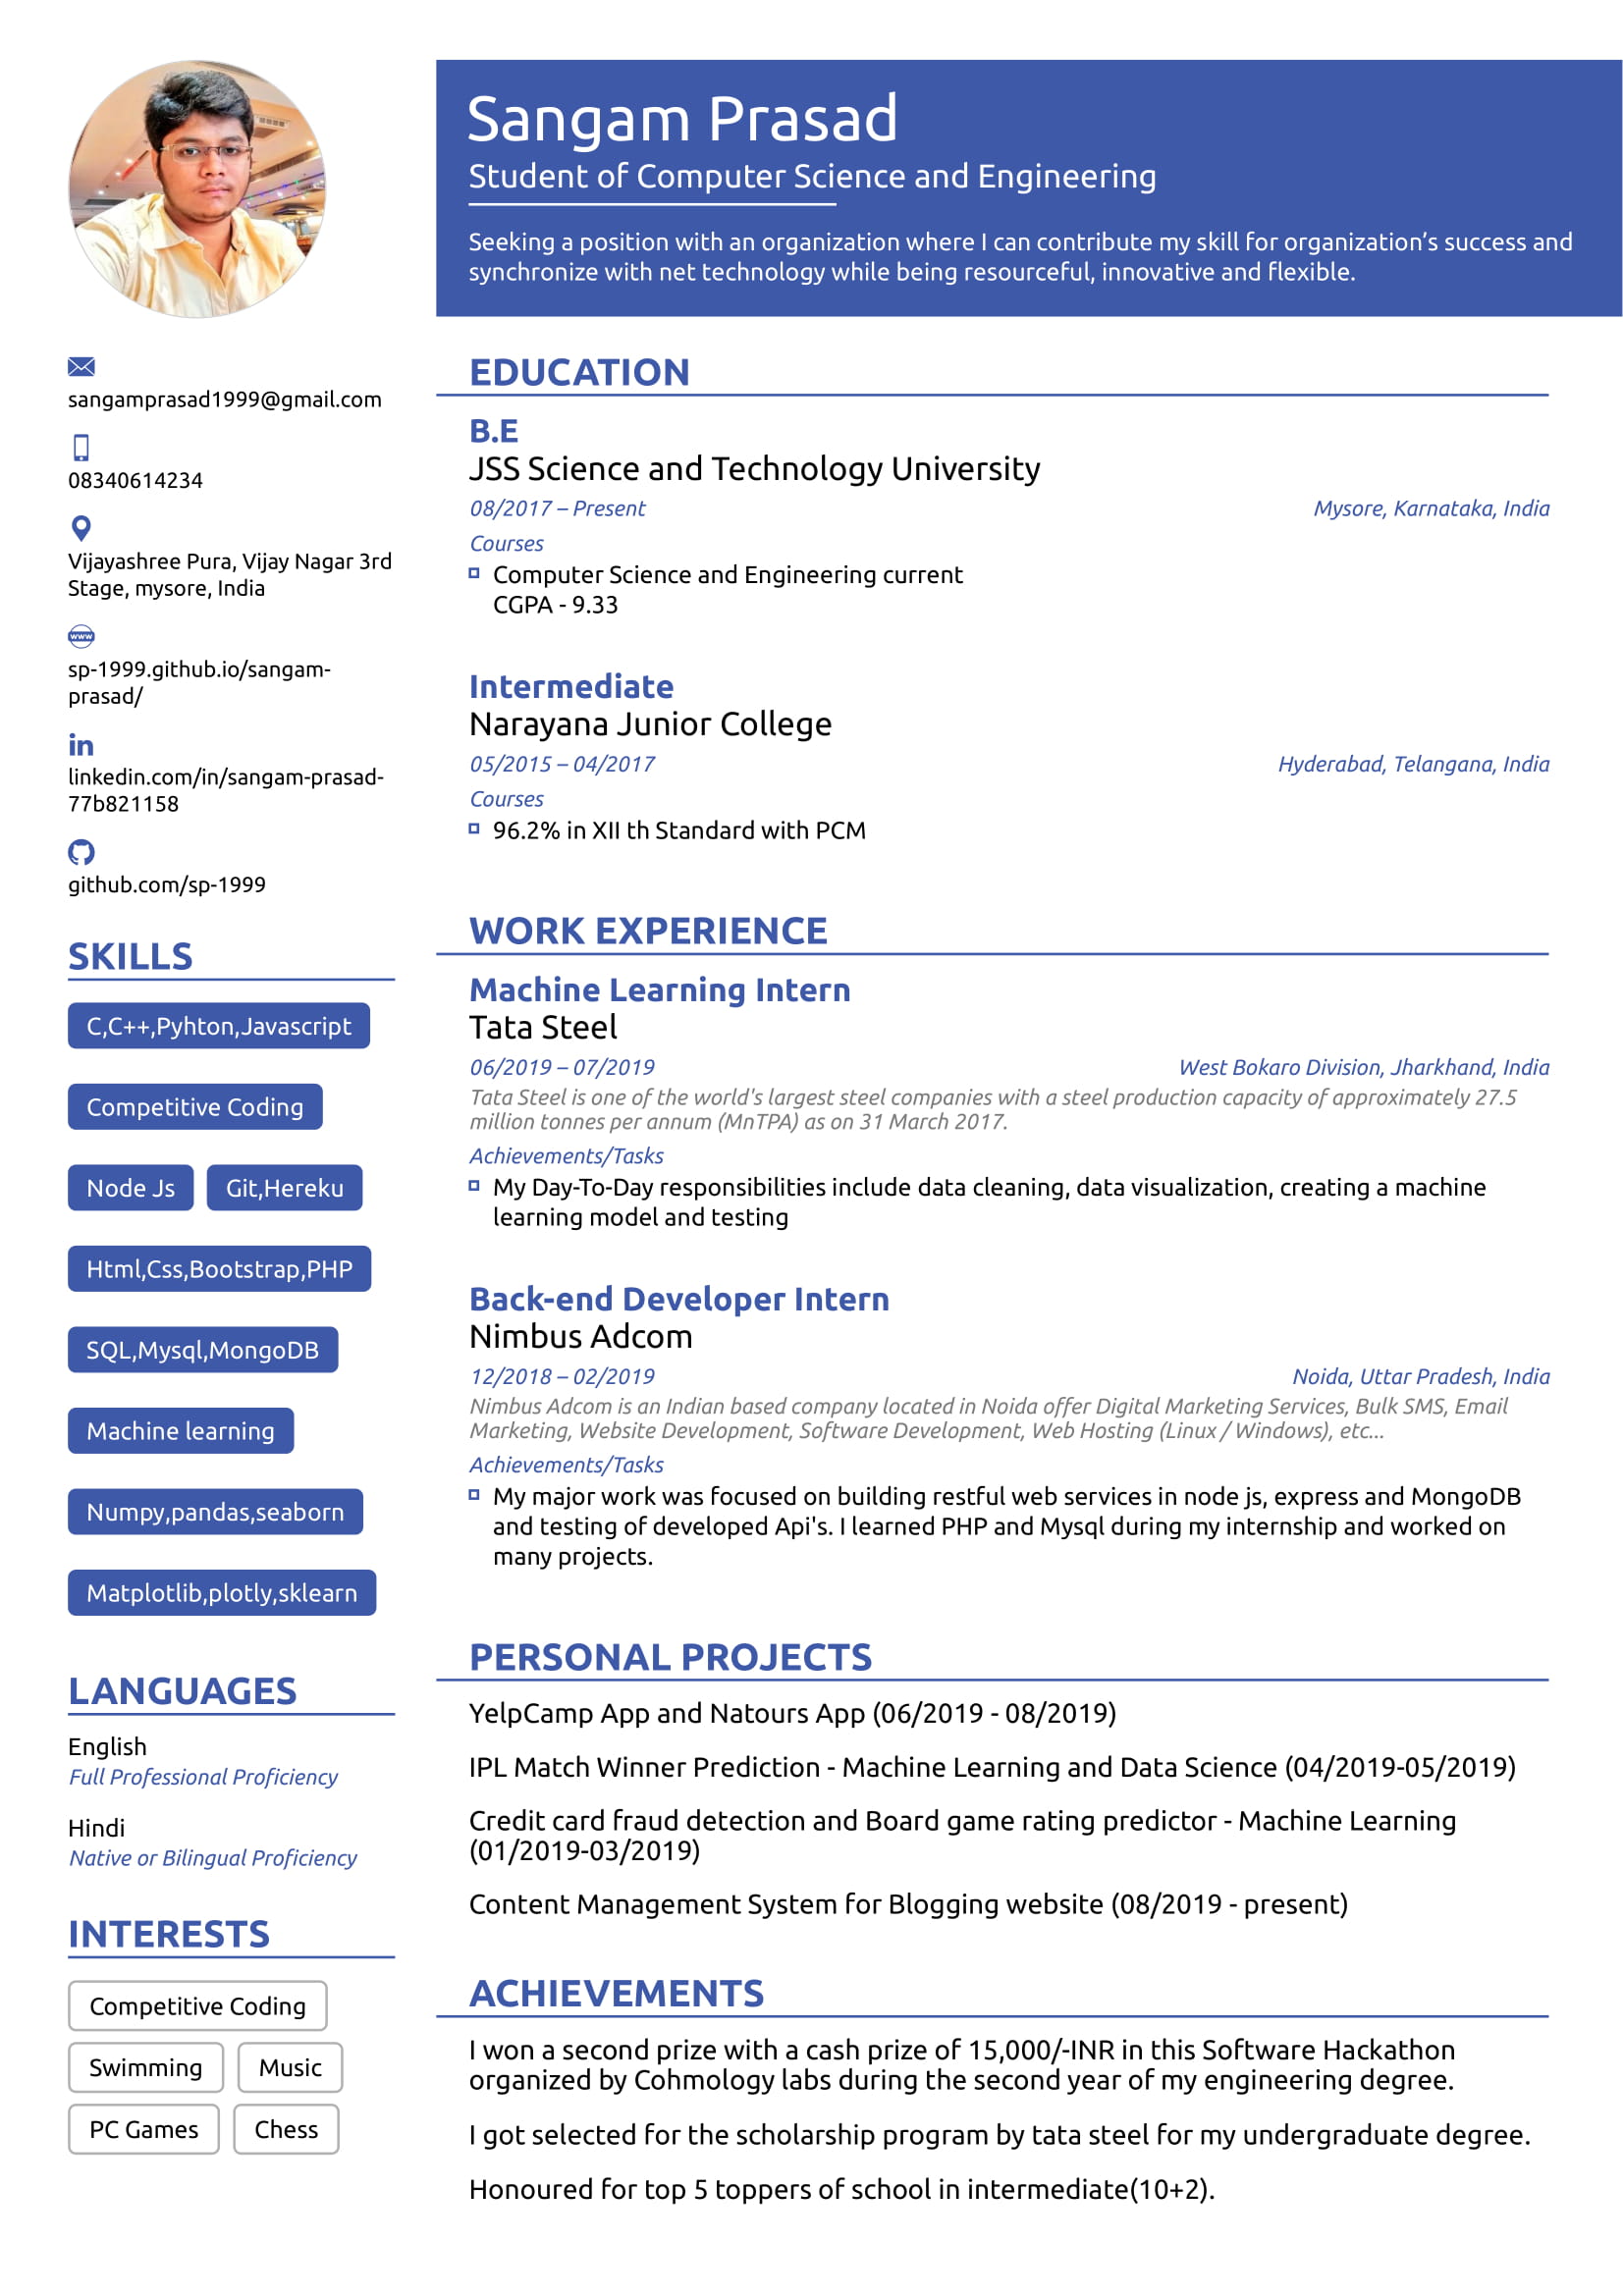 Sangam Prasad
Student of Computer Science and Engineering
Seeking a position with an organization where I can contribute my skill for organization’s success and
synchronize with net technology while being resourceful, innovative and flexible.
sangamprasad1999@gmail.com
08340614234
Vijayashree Pura, Vijay Nagar 3rd
Stage, mysore, India
www
sp-1999.github.io/sangam-
prasad/
in
linkedin.com/in/sangam-prasad-
77b821158
github.com/sp-1999
SKILLS
C,C++,Pyhton,Javascript
Competitive Coding
Node Js Git,Hereku
Html,Css,Bootstrap,PHP
SQL,Mysql,MongoDB
Machine learning
Numpy,pandas,seaborn
Matplotlib,plotly,sklearn
LANGUAGES
English
Full Professional Proficiency
Hindi
Native or Bilingual Proficiency
INTERESTS
Competitive Coding
Swimming Music
PC Games Chess
EDUCATION
B.E
JSS Science and Technology University
08/2017 – Present Mysore, Karnataka, India
Courses
Computer Science and Engineering current
CGPA - 9.33
Intermediate
Narayana Junior College
05/2015 – 04/2017 Hyderabad, Telangana, India
Courses
96.2% in XII th Standard with PCM
WORK EXPERIENCE
Machine Learning Intern
Tata Steel
06/2019 – 07/2019 West Bokaro Division, Jharkhand, India
Tata Steel is one of the world's largest steel companies with a steel production capacity of approximately 27.5
million tonnes per annum (MnTPA) as on 31 March 2017.
Achievements/Tasks
My Day-To-Day responsibilities include data cleaning, data visualization, creating a machine
learning model and testing
Back-end Developer Intern
Nimbus Adcom
12/2018 – 02/2019 Noida, Uttar Pradesh, India
Nimbus Adcom is an Indian based company located in Noida offer Digital Marketing Services, Bulk SMS, Email
Marketing, Website Development, Software Development, Web Hosting (Linux / Windows), etc...
Achievements/Tasks
My major work was focused on building restful web services in node js, express and MongoDB
and testing of developed Api's. I learned PHP and Mysql during my internship and worked on
many projects.
PERSONAL PROJECTS
YelpCamp App and Natours App (06/2019 - 08/2019)
IPL Match Winner Prediction - Machine Learning and Data Science (04/2019-05/2019)
Credit card fraud detection and Board game rating predictor - Machine Learning
(01/2019-03/2019)
Content Management System for Blogging website (08/2019 - present)
ACHIEVEMENTS
I won a second prize with a cash prize of 15,000/-INR in this Software Hackathon
organized by Cohmology labs during the second year of my engineering degree.
I got selected for the scholarship program by tata steel for my undergraduate degree.
Honoured for top 5 toppers of school in intermediate(10+2).